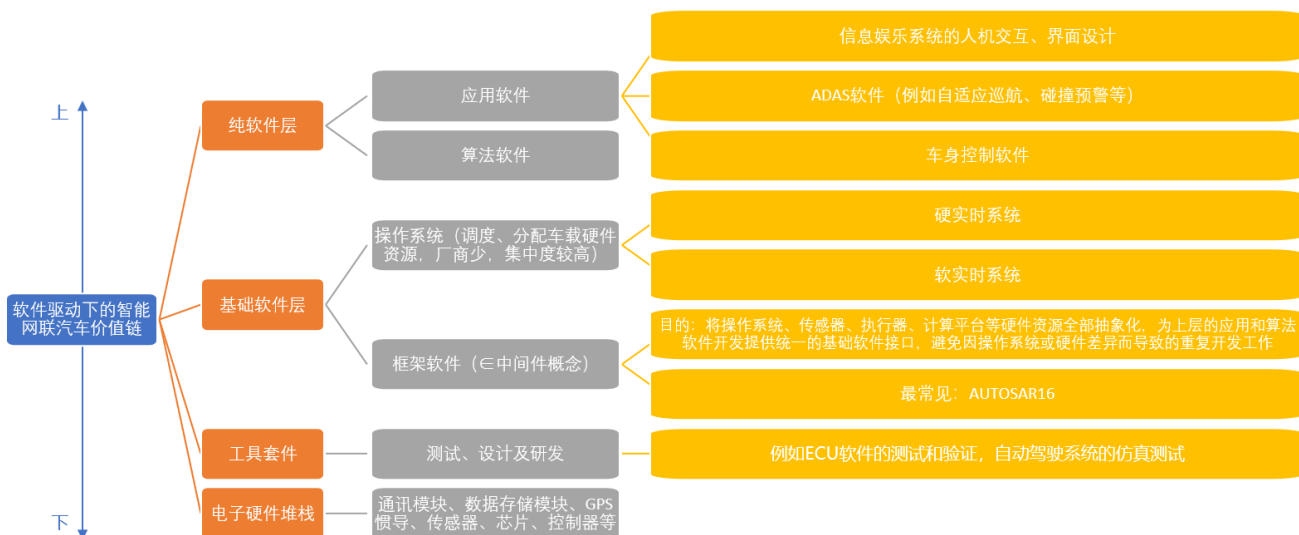 上
下
软件驱动下的智能
网联汽车价值链
纯软件层
应用软件
信息娱乐系统的人机交互、界面设计
ADAS软件（例如自适应巡航、碰撞预警等）
车身控制软件
算法软件
基础软件层
操作系统（调度、分配车载硬件
资源，厂商少，集中度较高）
硬实时系统
软实时系统
框架软件（∈中间件概念）
目的：将操作系统、传感器、执行器、计算平台等硬件资源全部抽象化，为上层的应用和算法
软件开发提供统一的基础软件接口，避免因操作系统或硬件差异而导致的重复开发工作
最常见：AUTOSAR16
工具套件
测试、设计及研发
例如ECU软件的测试和验证，自动驾驶系统的仿真测试
电子硬件堆栈
通讯模块、数据存储模块、GPS
惯导、传感器、芯片、控制器等